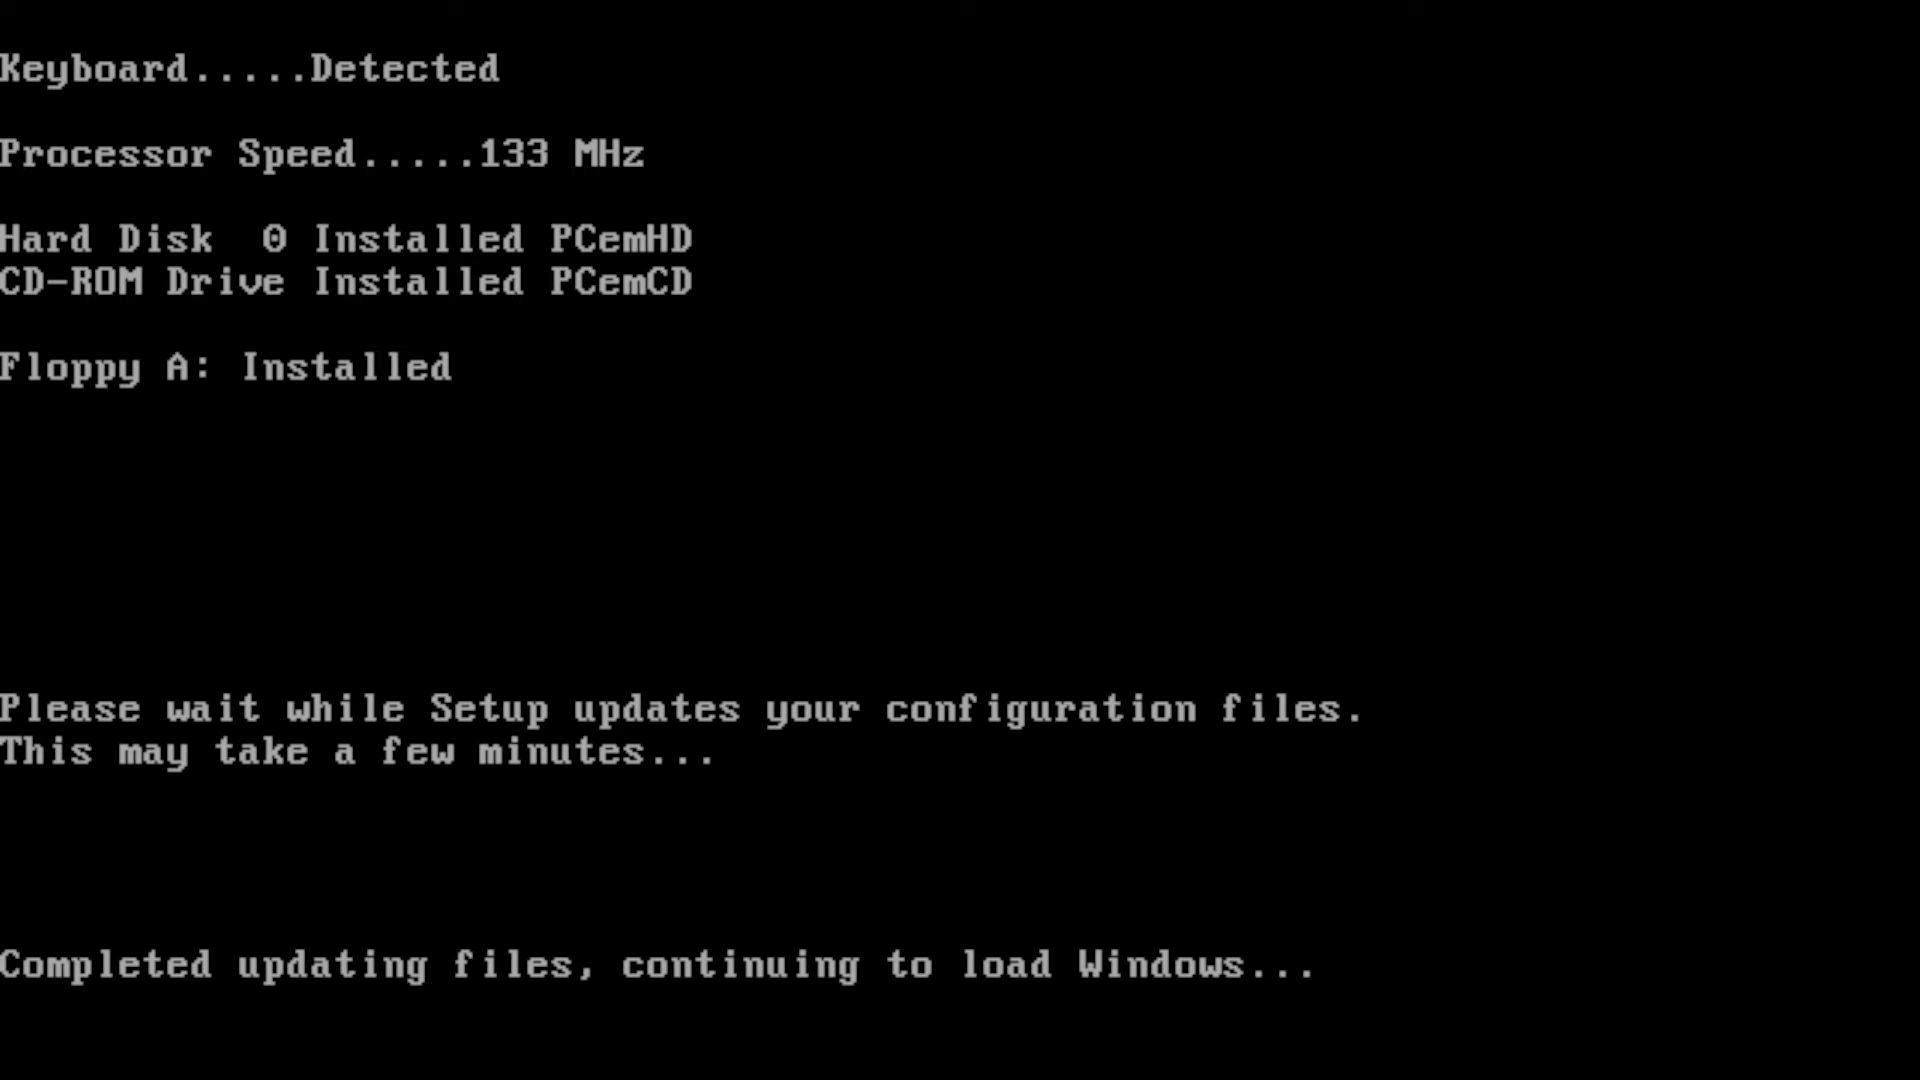 Keyboard.....Detected
Processor Speed.....133 MHz
Hard Disk  0 Installed PCemHD
CD-ROM Drive Installed PCemCD
Floppy A: Installed
Please wait while Setup updates your configuration files.
This may take a few minutes...
Completed updating files, continuing to load Windows...